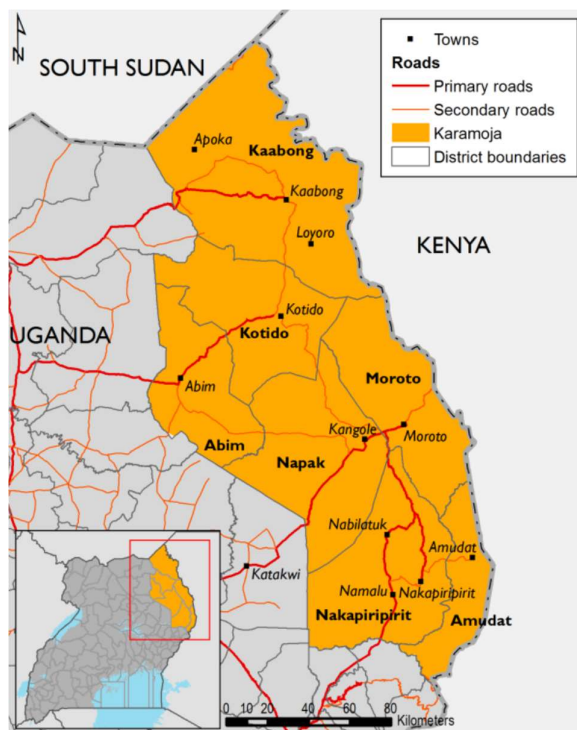 N
SOUTH SUDAN
Towns
Roads
Primary roads
Secondary roads
Karamoja
District boundaries
Apoka
Kaabong
Kaabong
Loyoro
KENYA
Kotido
UGANDA
Kotido
Moroto
Abim
Kangole
Moroto
Abim
Napak
Nabilatuk
Amudat
Katakwi
Nakapiripirit
Namalu
Nakapiripirit
Amudat
0 10 20 40 60 80
Kilometers